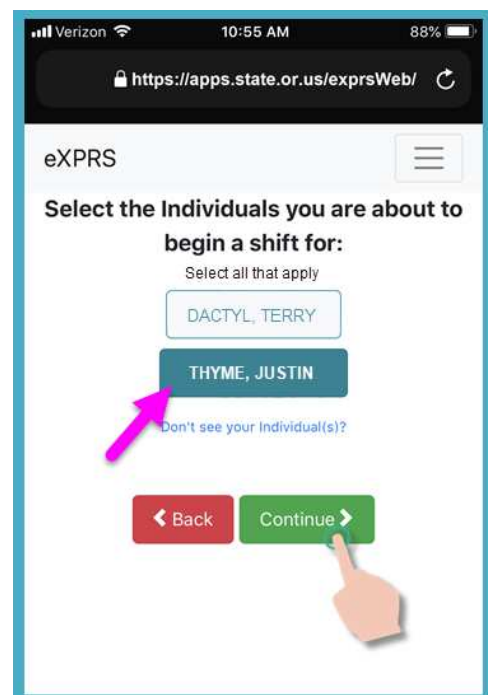 Verizon 10:55 AM 88%
https://apps.state.or.us/exprsWeb/
eXPRS
Select the Individuals you are about to
begin a shift for:
Select all that apply
DACTYL, TERRY
THYME, JUSTIN
Don't see your Individual(s)?
Back Continue